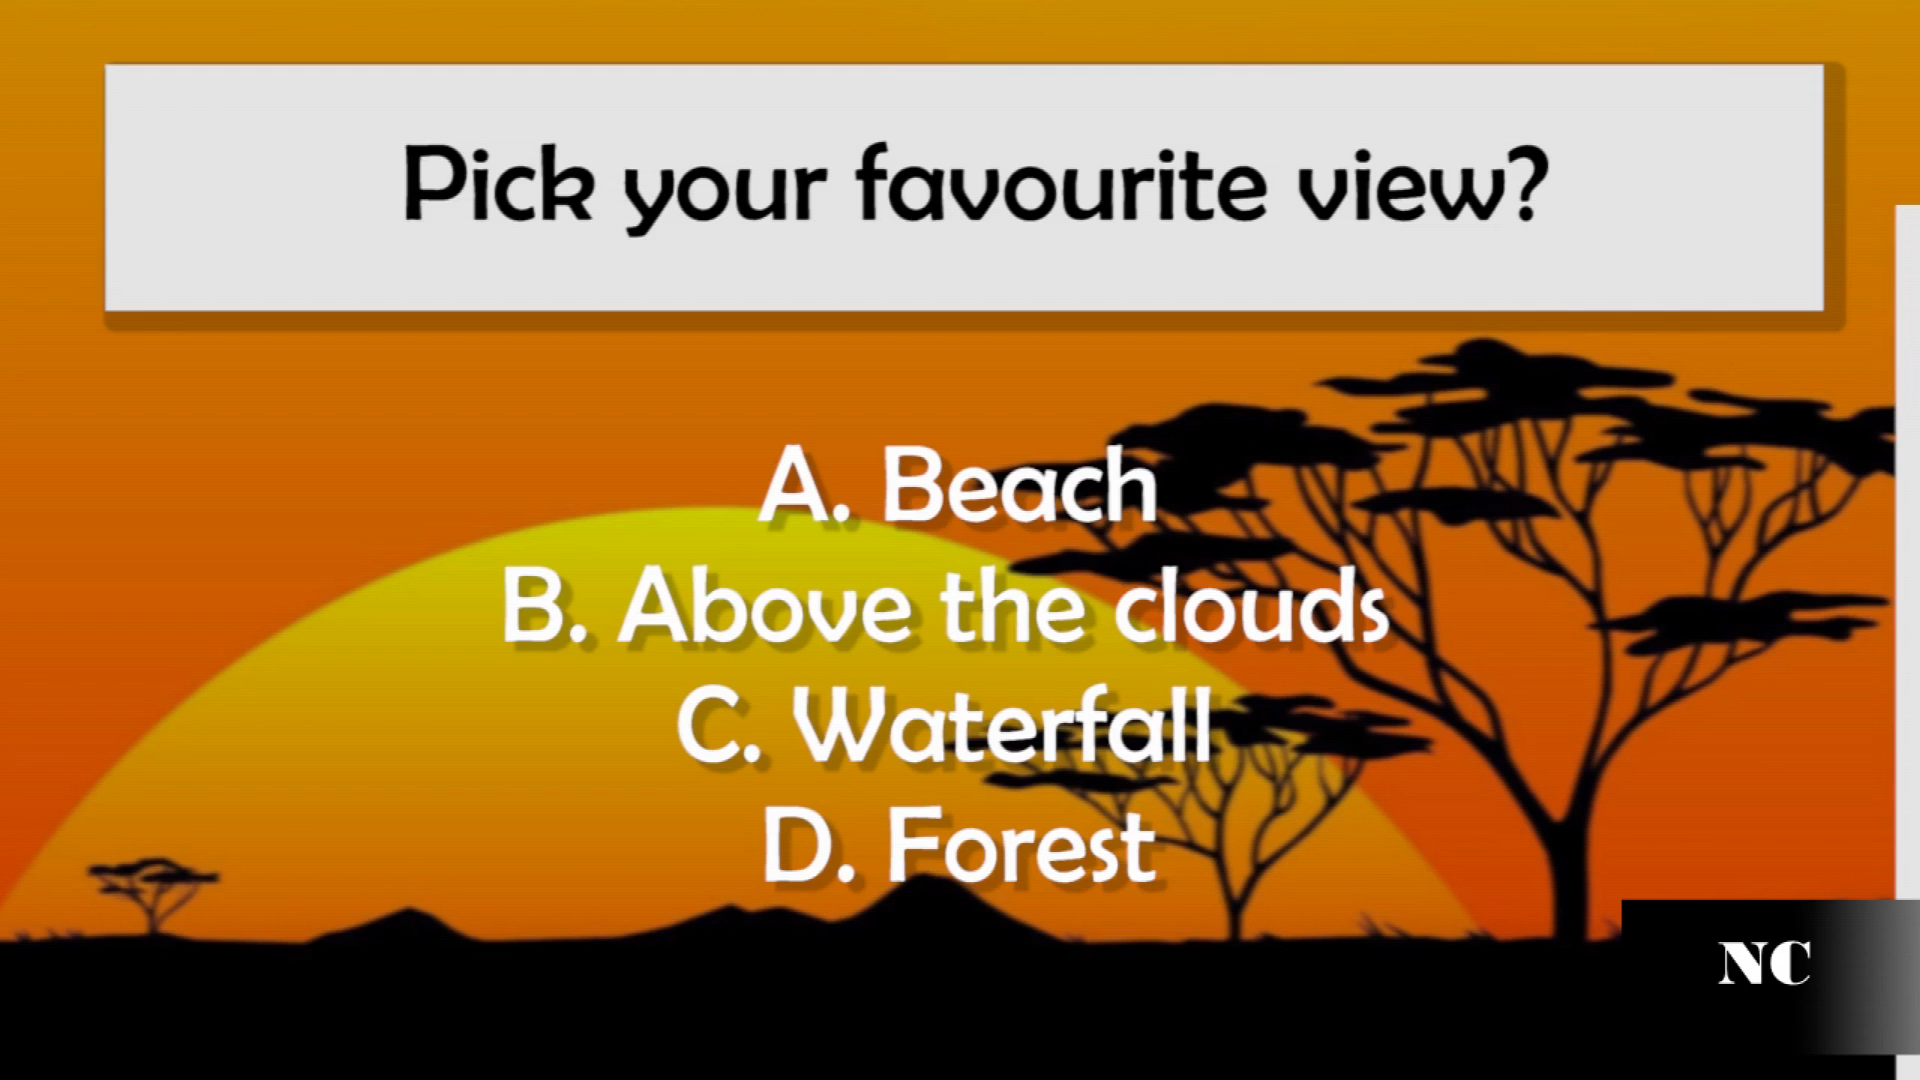 Pick your favourite view?
A. Beach
B. Above the clouds
C. Waterfall
D. Forest
NC